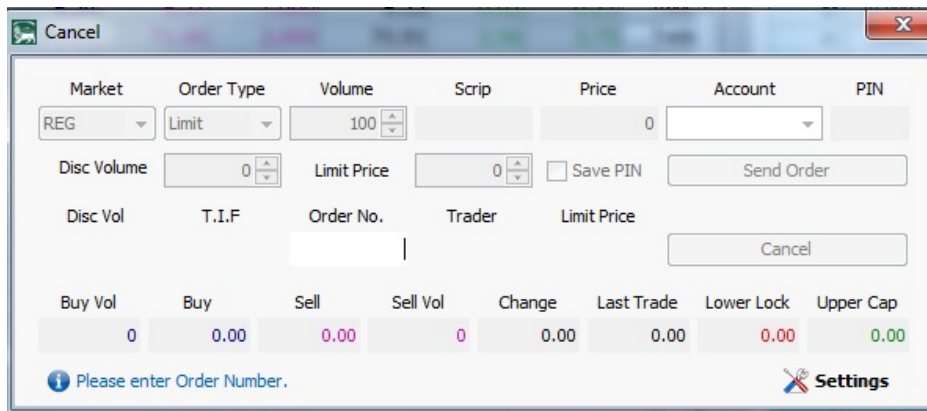 Cancel
Market Order Type Volume Scrip Price Account PIN
REG Limit 100 0
Disc Volume 0 Limit Price 0 Save PIN Send Order
Disc Vol T.I.F Order No. Trader Limit Price
Cancel
Buy Vol Buy Sell Sell Vol Change Last Trade Lower Lock Upper Cap
0 0.00 0.00 0 0.00 0.00 0.00 0.00
Please enter Order Number. Settings